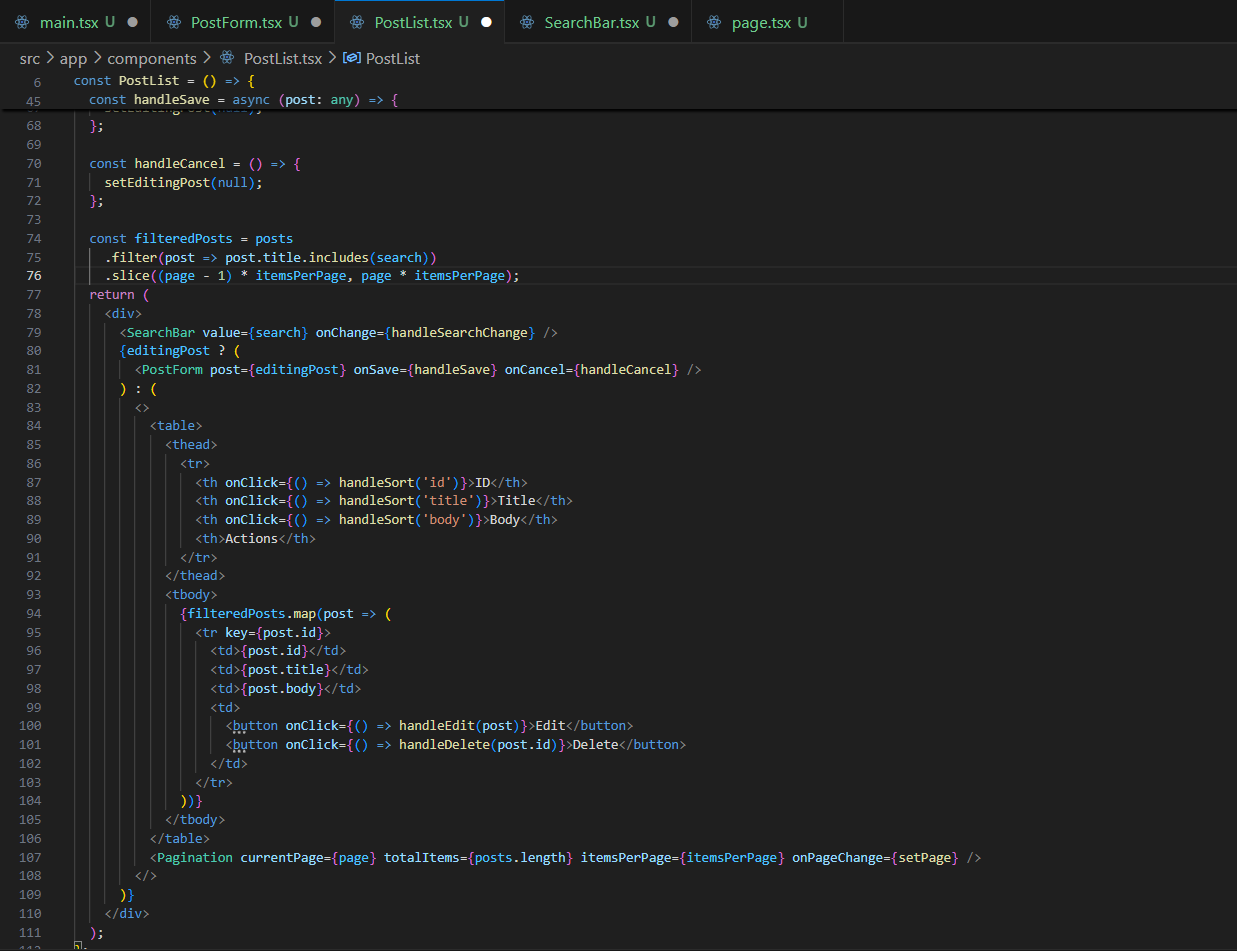 main.tsx U PostForm.tsx U PostList.tsx U SearchBar.tsx U page.tsx U
src > app > components > PostList.tsx > PostList
6 const PostList = () => {
45 const handleSave = async (post: any) => {
68 };
69
70 const handleCancel = () => {
71 setEditingPost(null);
72 };
73
74 const filteredPosts = posts
75 .filter(post => post.title.includes(search))
76 .slice((page - 1) * itemsPerPage, page * itemsPerPage);
77 return (
78 <div>
79 <SearchBar value={search} onChange={handleSearchChange} />
80 {editingPost ? (
81 <PostForm post={editingPost} onSave={handleSave} onCancel={handleCancel} />
82 ) : (
83 <>
84 <table>
85 <thead>
86 <tr>
87 <th onClick={() => handleSort('id')}>ID</th>
88 <th onClick={() => handleSort('title')}>Title</th>
89 <th onClick={() => handleSort('body')}>Body</th>
90 <th>Actions</th>
91 </tr>
92 </thead>
93 <tbody>
94 {filteredPosts.map(post => (
95 <tr key={post.id}>
96 <td>{post.id}</td>
97 <td>{post.title}</td>
98 <td>{post.body}</td>
99 <td>
100 <button onClick={() => handleEdit(post)}>Edit</button>
101 <button onClick={() => handleDelete(post.id)}>Delete</button>
102 </td>
103 </tr>
104 ))}
105 </tbody>
106 </table>
107 <Pagination currentPage={page} totalItems={posts.length} itemsPerPage={itemsPerPage} onPageChange={setPage} />
108 </>
109 )}
110 </div>
111 );